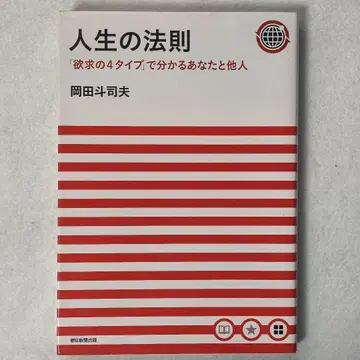 人生の法則
「欲求の4タイプ」で分かるあなたと他人
岡田斗司夫
朝日新聞出版